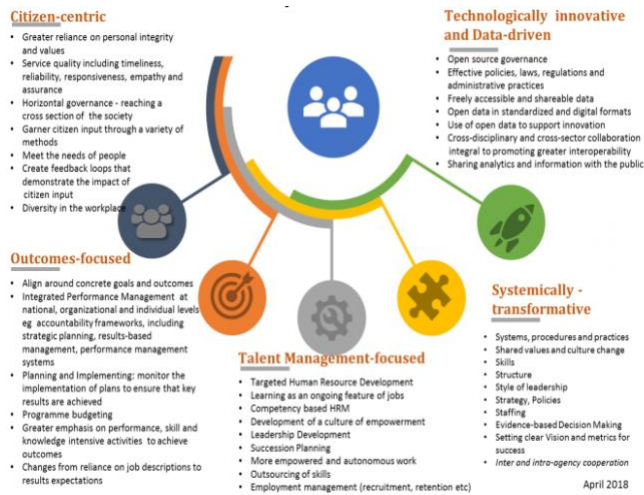 Citizen-centric
• Greater reliance on personal integrity
and values
• Service quality including timeliness,
reliability, responsiveness, empathy and
assurance
• Horizontal governance - reaching a
cross section of the society
• Garner citizen input through a variety of
methods
• Meet the needs of people
• Create feedback loops that
demonstrate the impact of
citizen input
• Diversity in the workplace
Technologically innovative
and Data-driven
• Open source governance
• Effective policies, laws, regulations and
administrative practices
• Freely accessible and shareable data
• Open data in standardized and digital formats
• Use of open data to support innovation
• Cross-disciplinary and cross-sector collaboration
integral to promoting greater interoperability
• Sharing analytics and information with the public
Outcomes-focused
• Align around concrete goals and outcomes
• Integrated Performance Management at
national, organizational and individual levels
eg accountability frameworks, including
strategic planning, results-based
management, performance management
systems
• Planning and Implementing: monitor the
implementation of plans to ensure that key
results are achieved
• Programme budgeting
• Greater emphasis on performance, skill and
knowledge intensive activities to achieve
outcomes
• Changes from reliance on job descriptions to
results expectations
Talent Management-focused
• Targeted Human Resource Development
• Learning as an ongoing feature of jobs
• Competency based HRM
• Development of a culture of empowerment
• Leadership Development
• Succession Planning
• More empowered and autonomous work
• Outsourcing of skills
• Employment management (recruitment, retention etc)
Systemically -
transformative
• Systems, procedures and practices
• Shared values and culture change
• Skills
• Structure
• Style of leadership
• Strategy, Policies
• Staffing
• Evidence-based Decision Making
• Setting clear Vision and metrics for
success
• Inter and intra-agency cooperation
April 2018